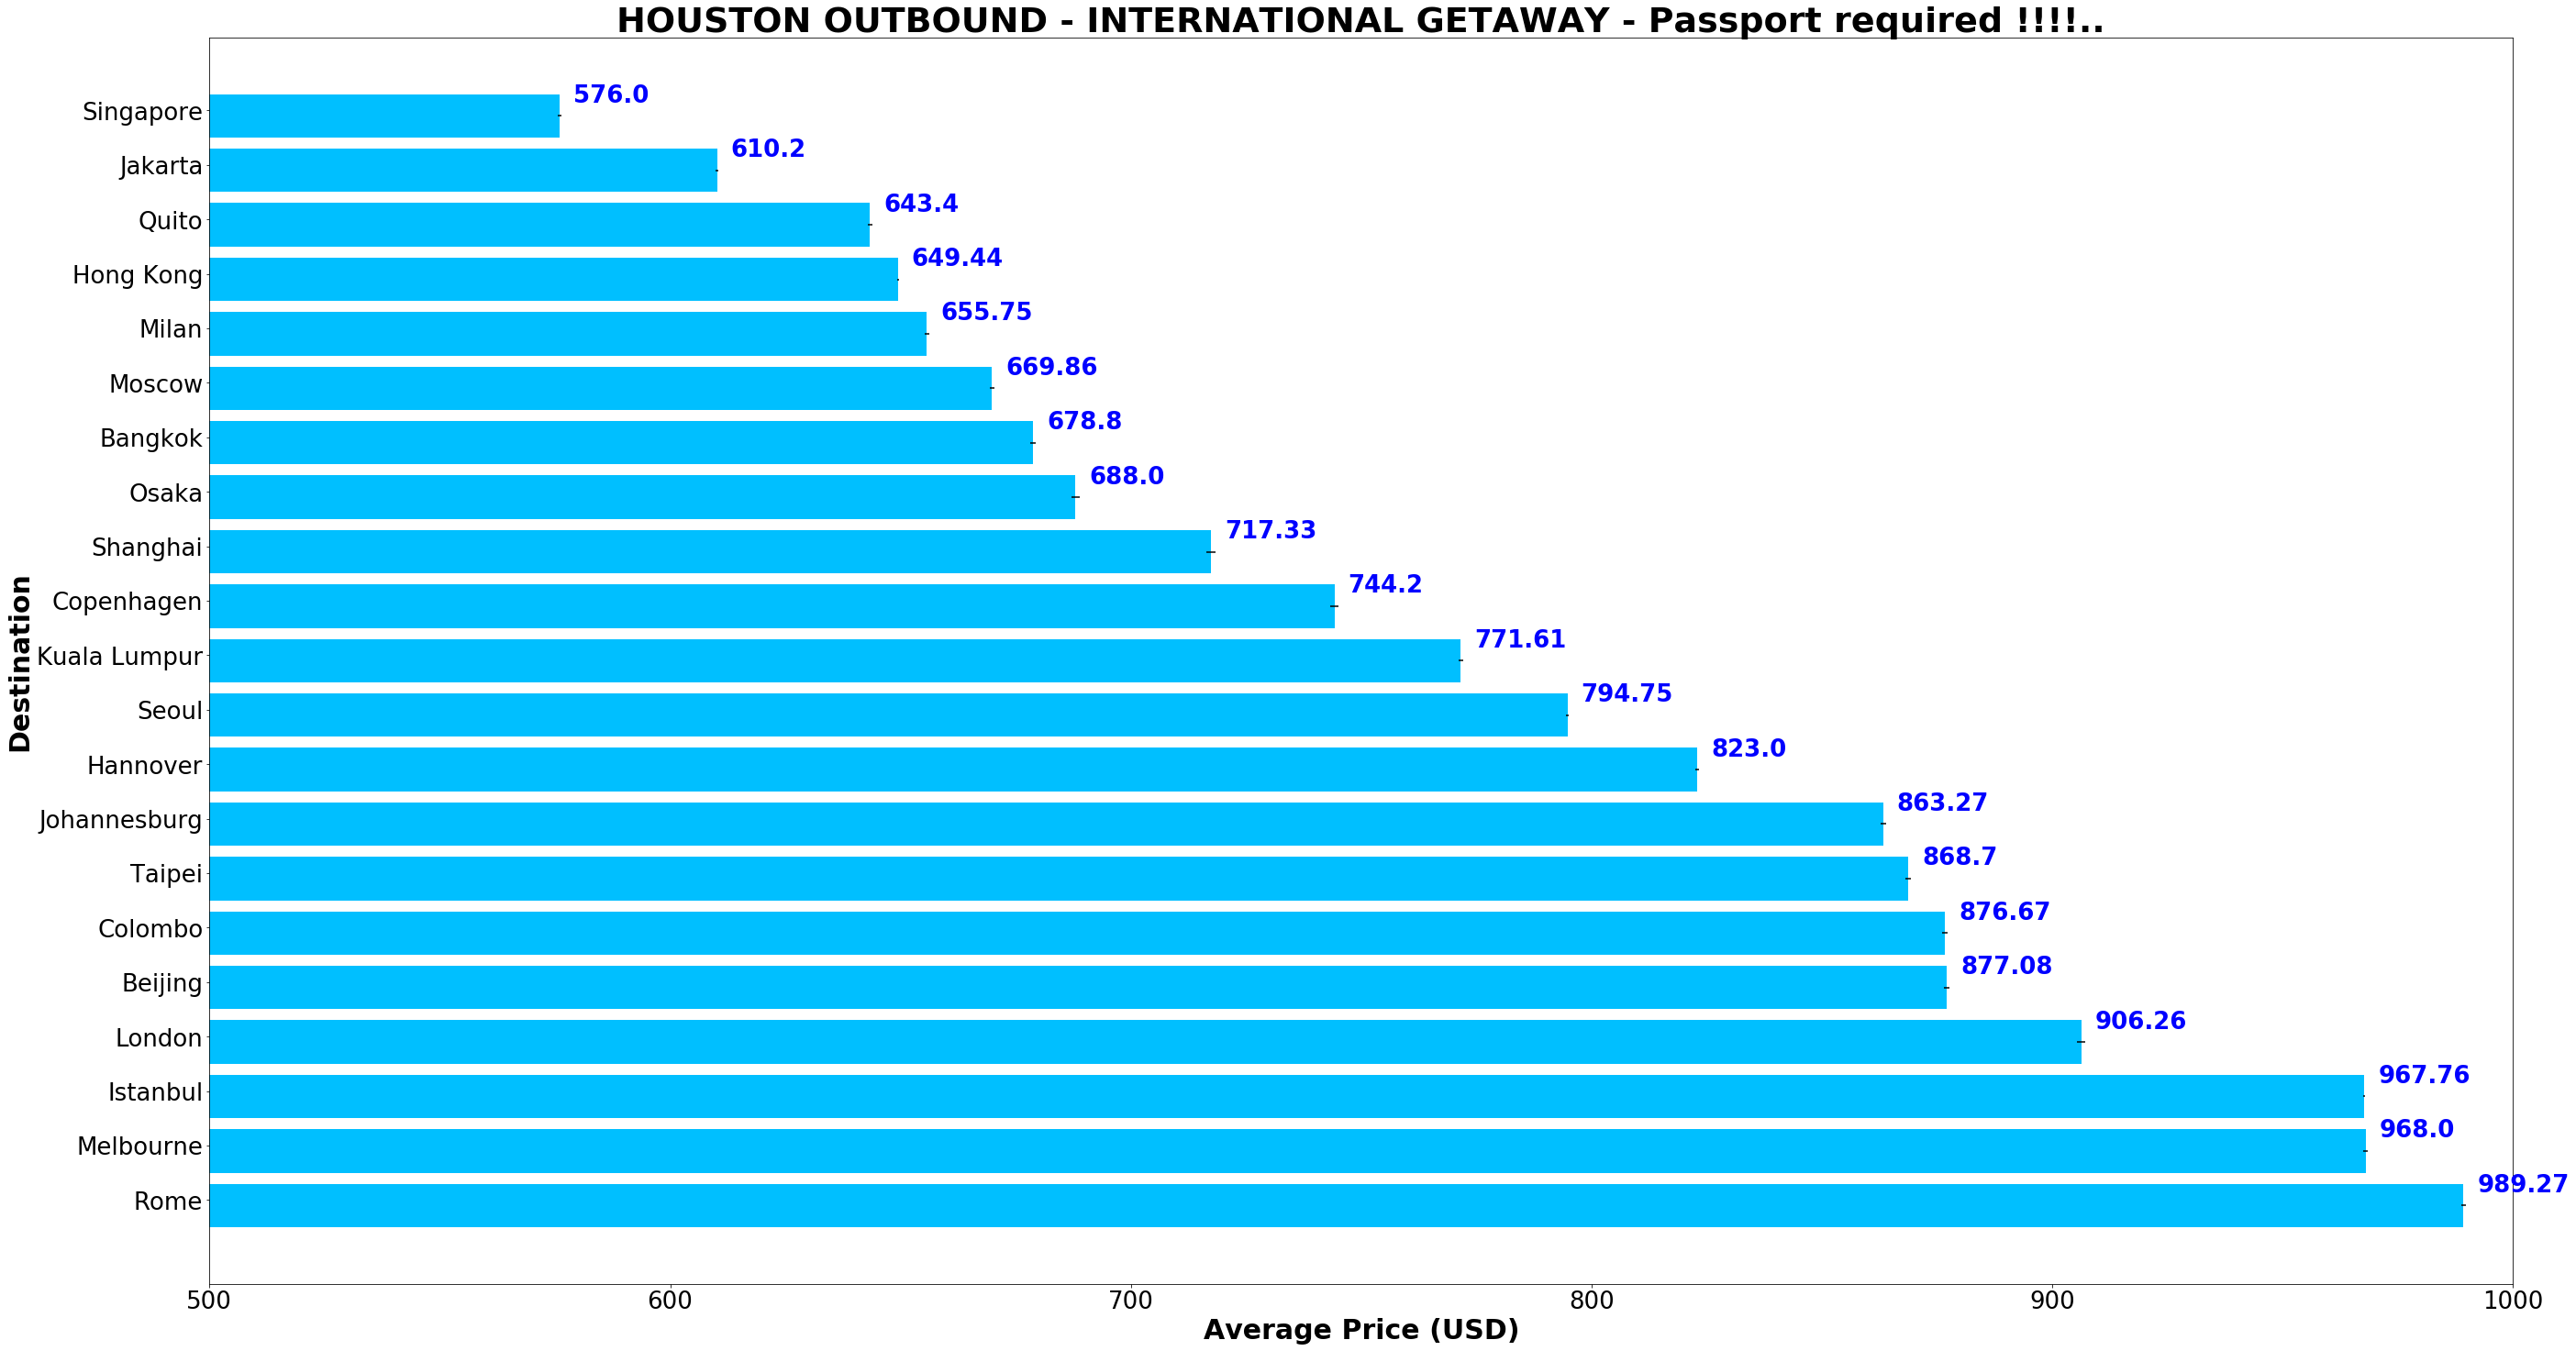 HOUSTON OUTBOUND - INTERNATIONAL GETAWAY - Passport required !!!!..
Destination
Singapore 576.0
Jakarta 610.2
Quito 643.4
Hong Kong 649.44
Milan 655.75
Moscow 669.86
Bangkok 678.8
Osaka 688.0
Shanghai 717.33
Copenhagen 744.2
Kuala Lumpur 771.61
Seoul 794.75
Hannover 823.0
Johannesburg 863.27
Taipei 868.7
Colombo 876.67
Beijing 877.08
London 906.26
Istanbul 967.76
Melbourne 968.0
Rome 989.27
500 600 700 800 900 1000
Average Price (USD)